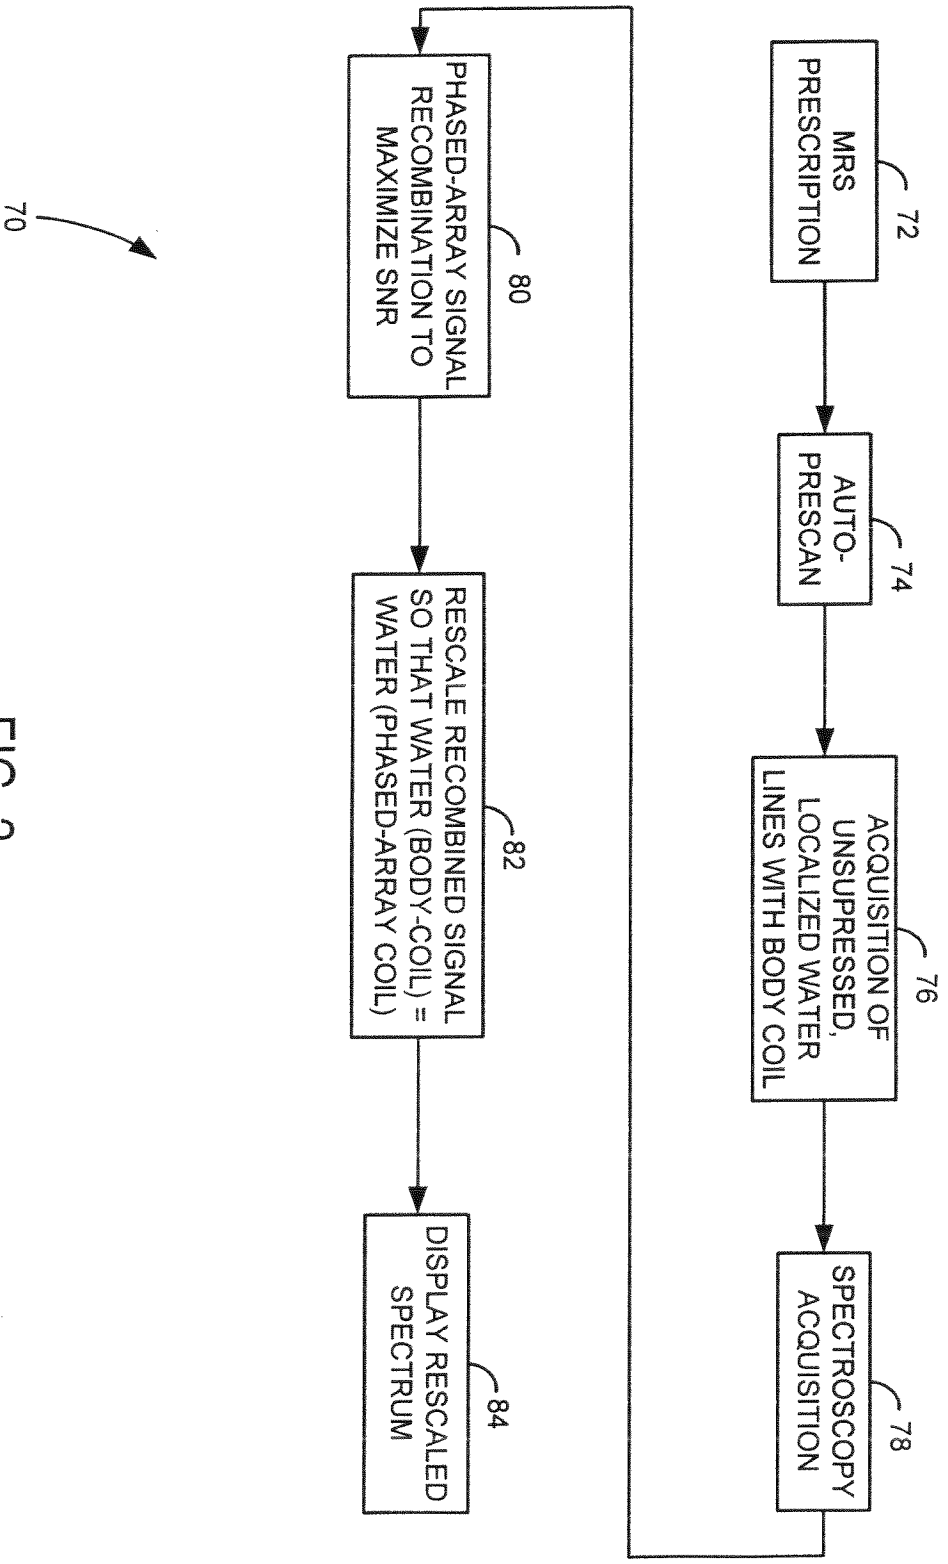 72
MRS
PRESCRIPTION
74
AUTO-
PRESCAN
76
ACQUISITION OF
UNSUPRESSED,
LOCALIZED WATER
LINES WITH BODY COIL
78
SPECTROSCOPY
ACQUISITION
80
PHASED-ARRAY SIGNAL
RECOMBINATION TO
MAXIMIZE SNR
82
RESCALE RECOMBINED SIGNAL
SO THAT WATER (BODY-COIL) =
WATER (PHASED-ARRAY COIL)
84
DISPLAY RESCALED
SPECTRUM
70
FIG.